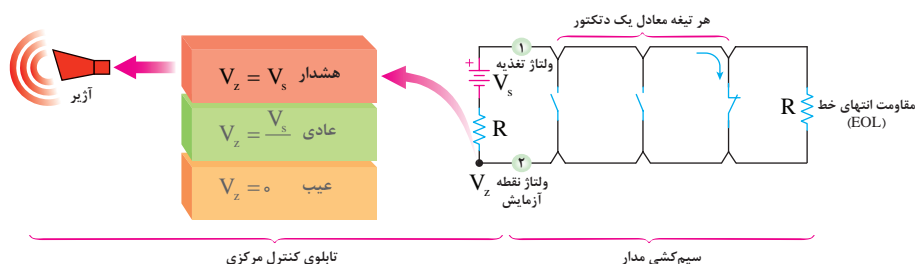 هر تیغه معادل یک دتکتور
۱
ولتاژ تغذیه
+
V_s
R
R
مقاومت انتهای خط
(EOL)
۲
V_z
ولتاژ نقطه
آزمایش
هشدار V_z = V_s
عادی V_z = V_s/
عیب V_z = ۰
آژیر
سیم‌کشی مدار
تابلوی کنترل مرکزی